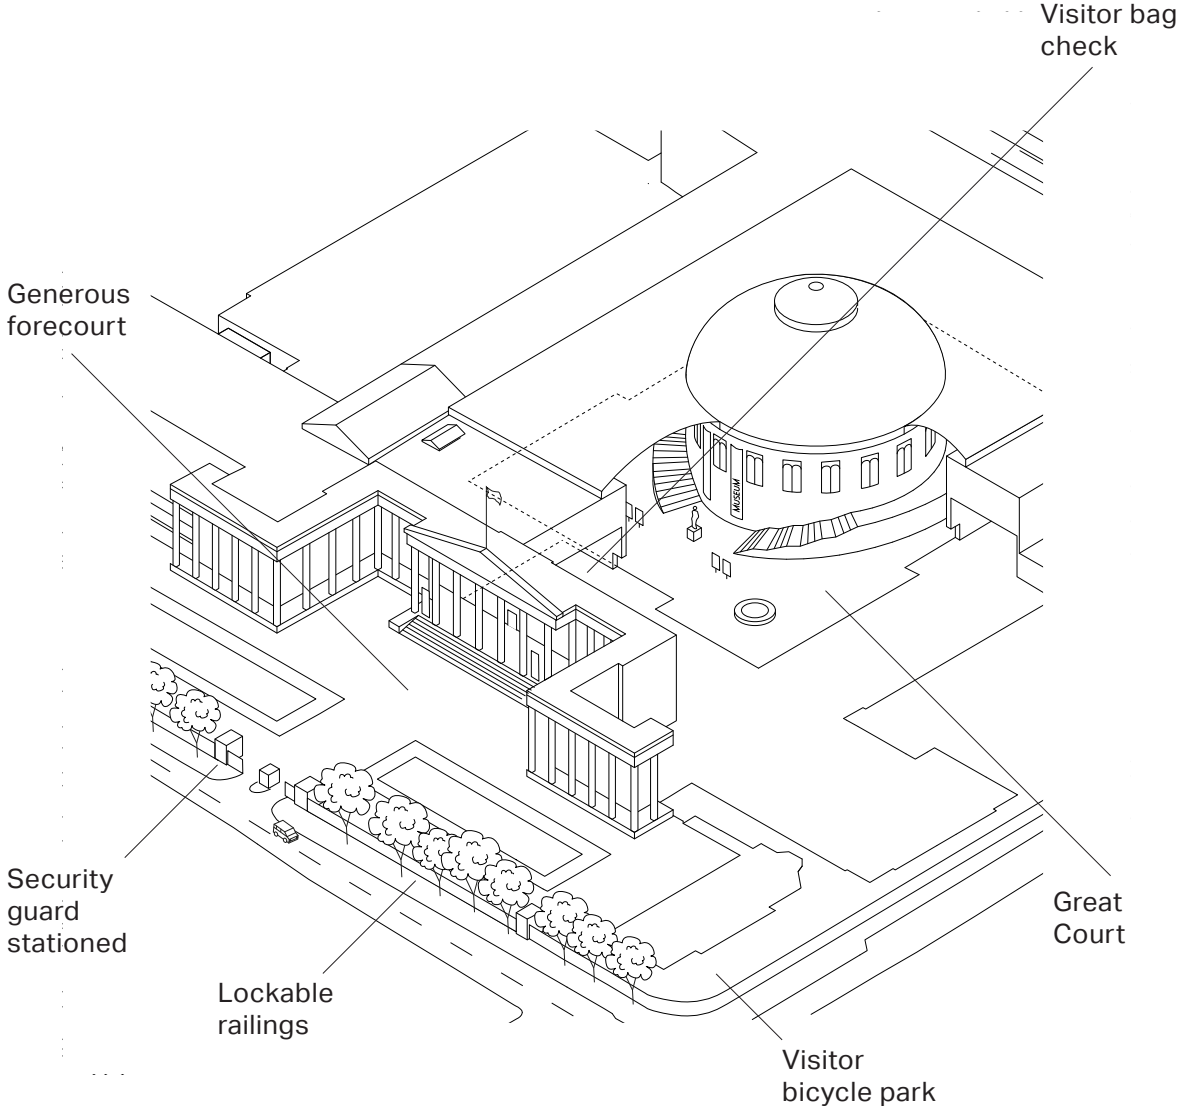 Visitor bag
check
Generous
forecourt
MUSEUM
Security
guard
stationed
Great
Court
Lockable
railings
Visitor
bicycle park